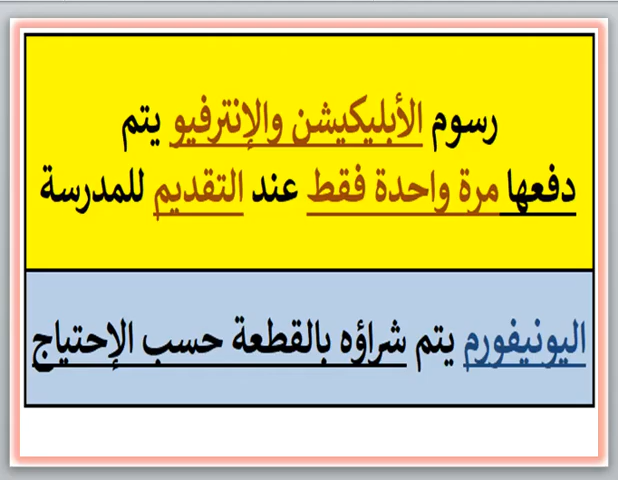 رسوم الأبليكيشن والإنترفيو يتم
دفعها مرة واحدة فقط عند التقديم للمدرسة
اليونيفورم يتم شراؤه بالقطعة حسب الإحتياج